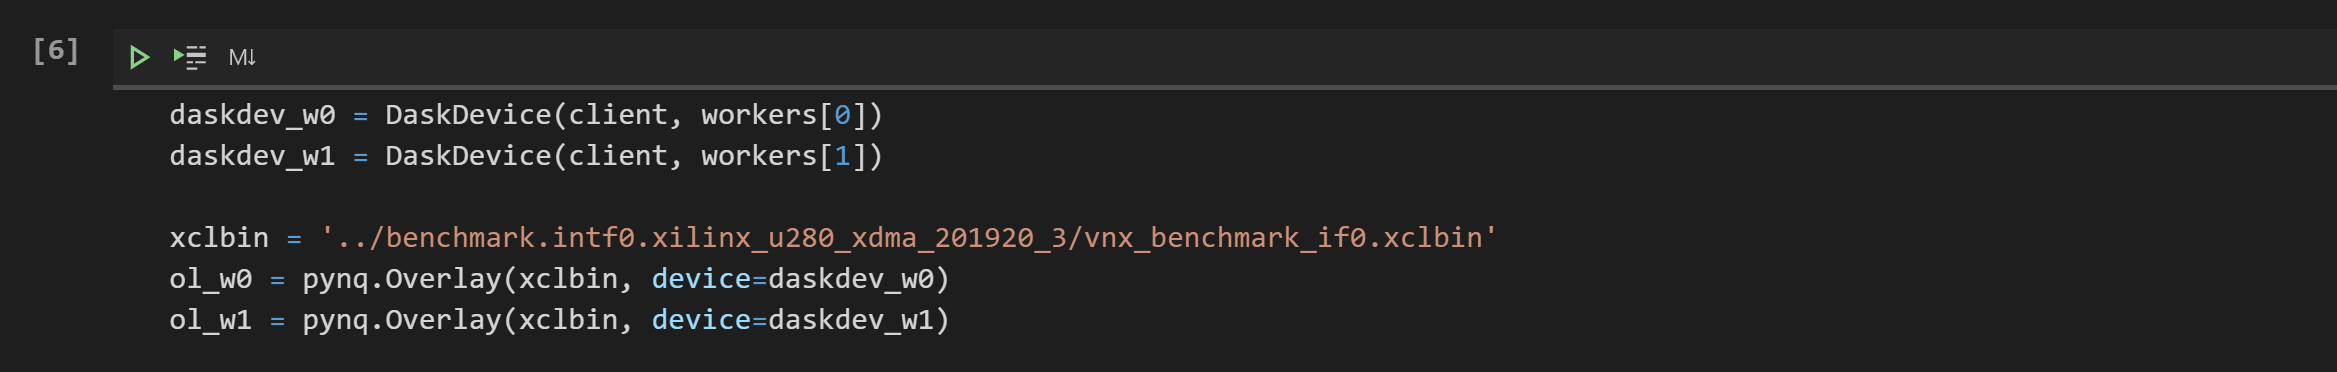 [6]
M↓
daskdev_w0 = DaskDevice(client, workers[0])
daskdev_w1 = DaskDevice(client, workers[1])
xclbin = '../benchmark.intf0.xilinx_u280_xdma_201920_3/vnx_benchmark_if0.xclbin'
ol_w0 = pynq.Overlay(xclbin, device=daskdev_w0)
ol_w1 = pynq.Overlay(xclbin, device=daskdev_w1)